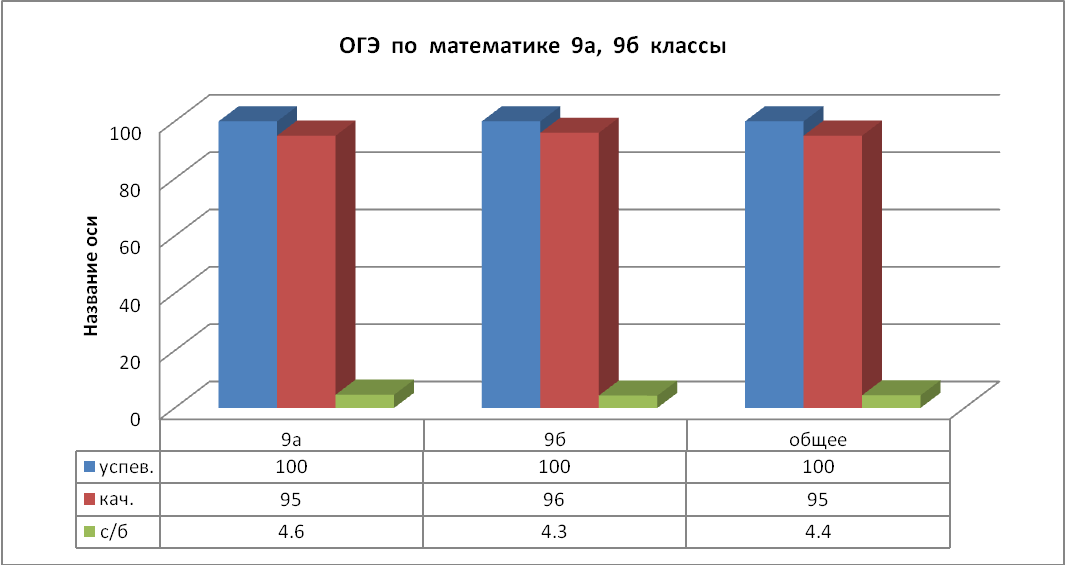 ОГЭ по математике 9а, 9б классы
Название оси
100
80
60
40
20
0
9а 9б общее
успев. 100 100 100
кач. 95 96 95
с/б 4.6 4.3 4.4